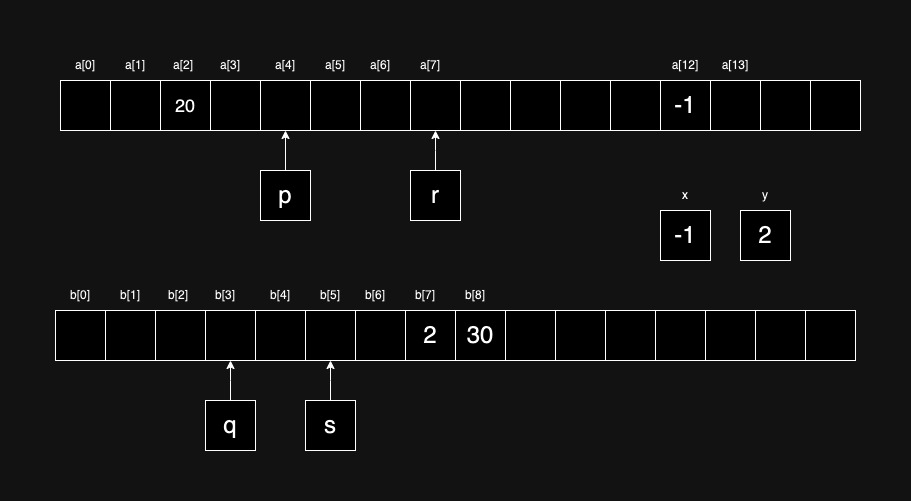 a[0] a[1] a[2] a[3] a[4] a[5] a[6] a[7] a[12] a[13]
20 -1
p r
x y
-1 2
b[0] b[1] b[2] b[3] b[4] b[5] b[6] b[7] b[8]
2 30
q s